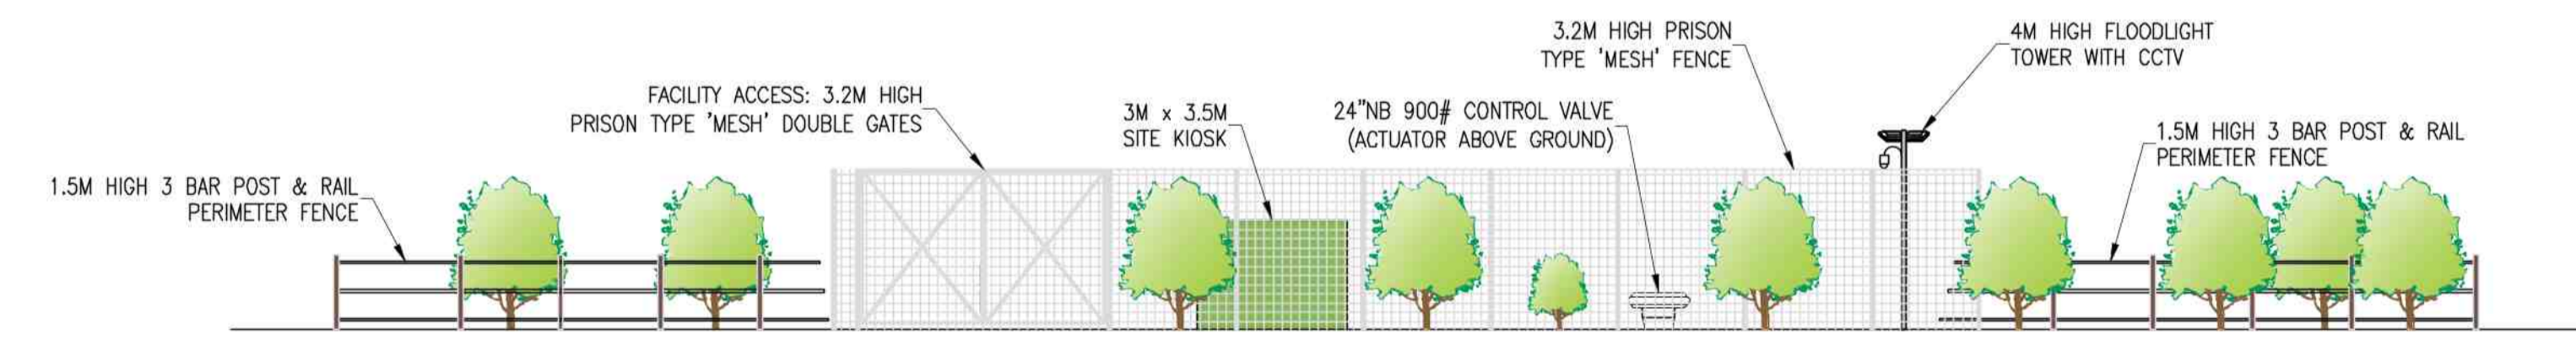 1.5M HIGH 3 BAR POST & RAIL
PERIMETER FENCE
FACILITY ACCESS: 3.2M HIGH
PRISON TYPE 'MESH' DOUBLE GATES
3M x 3.5M
SITE KIOSK
24"NB 900# CONTROL VALVE
(ACTUATOR ABOVE GROUND)
3.2M HIGH PRISON
TYPE 'MESH' FENCE
4M HIGH FLOODLIGHT
TOWER WITH CCTV
1.5M HIGH 3 BAR POST & RAIL
PERIMETER FENCE